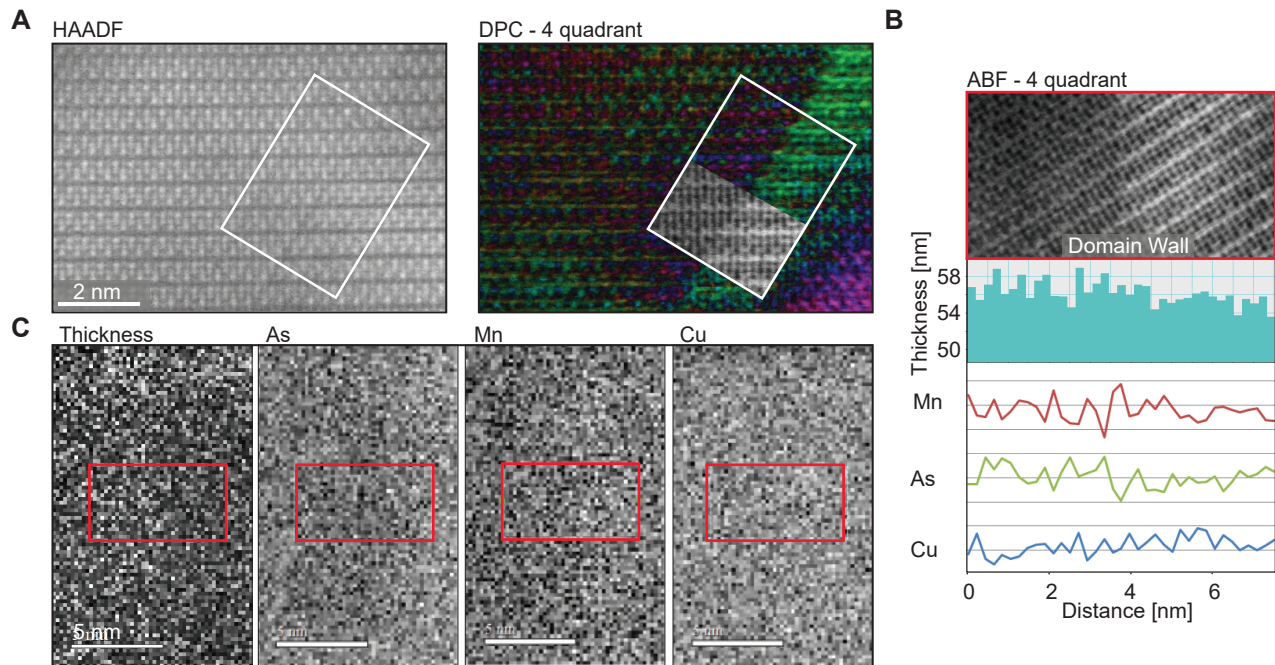 A
HAADF
2 nm
DPC - 4 quadrant
B
ABF - 4 quadrant
Domain Wall
Thickness [nm]
58
54
50
Mn
As
Cu
0
2
4
6
Distance [nm]
C
Thickness
As
Mn
Cu
5 nm
5 nm
5 nm
5 nm